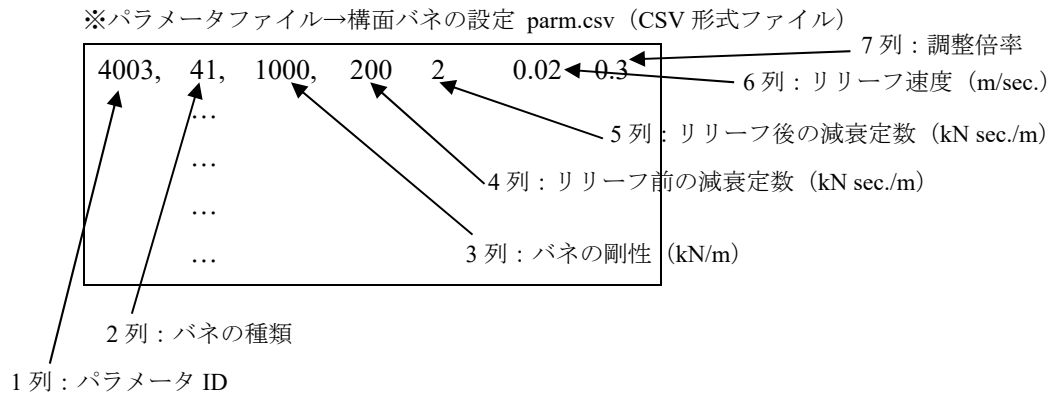 ※パラメータファイル→構面バネの設定 parm.csv（CSV 形式ファイル）
7 列：調整倍率
4003, 41, 1000, 200 2 0.02 0.3
6 列：リリーフ速度（m/sec.）
…
5 列：リリーフ後の減衰定数（kN sec./m）
…
4 列：リリーフ前の減衰定数（kN sec./m）
…
3 列：バネの剛性（kN/m）
…
2 列：バネの種類
1 列：パラメータ ID